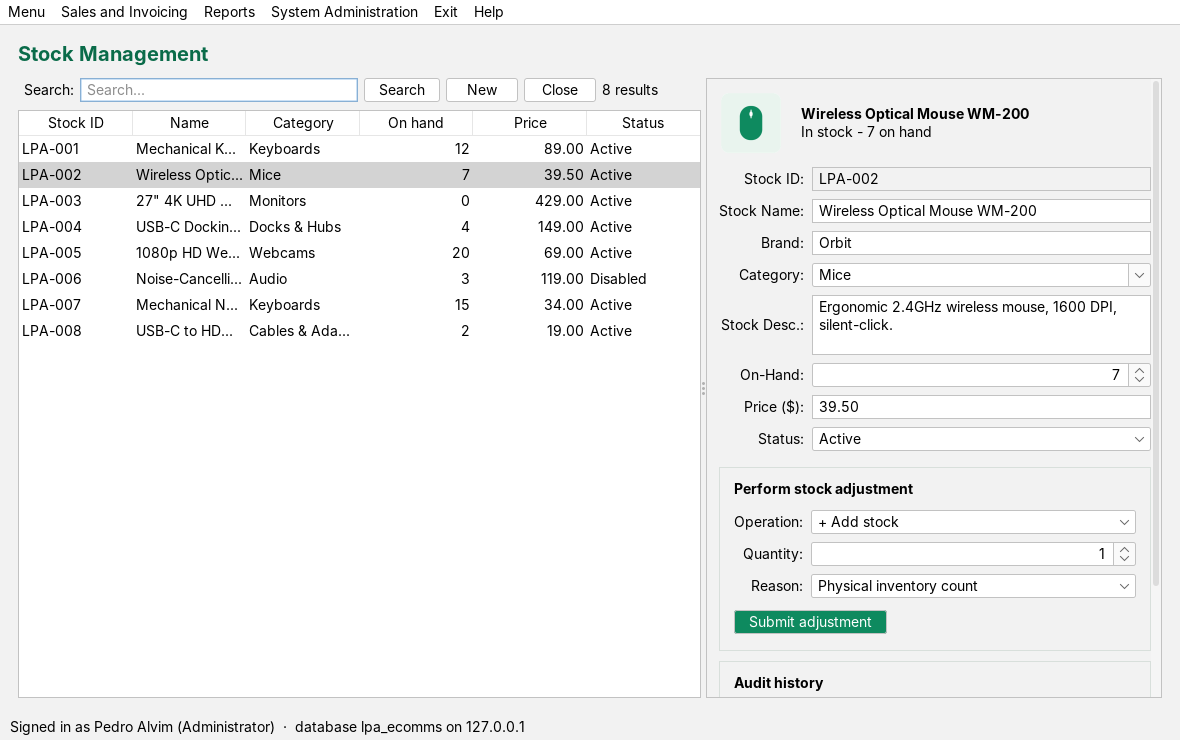 Menu Sales and Invoicing Reports System Administration Exit Help
Stock Management
Search: Search... Search New Close 8 results
Stock ID Name Category On hand Price Status
LPA-001 Mechanical K... Keyboards 12 89.00 Active
LPA-002 Wireless Optic... Mice 7 39.50 Active
LPA-003 27" 4K UHD ... Monitors 0 429.00 Active
LPA-004 USB-C Dockin... Docks & Hubs 4 149.00 Active
LPA-005 1080p HD We... Webcams 20 69.00 Active
LPA-006 Noise-Cancelli... Audio 3 119.00 Disabled
LPA-007 Mechanical N... Keyboards 15 34.00 Active
LPA-008 USB-C to HD... Cables & Ada... 2 19.00 Active
Wireless Optical Mouse WM-200
In stock - 7 on hand
Stock ID: LPA-002
Stock Name: Wireless Optical Mouse WM-200
Brand: Orbit
Category: Mice
Stock Desc.: Ergonomic 2.4GHz wireless mouse, 1600 DPI,
silent-click.
On-Hand: 7
Price ($): 39.50
Status: Active
Perform stock adjustment
Operation: + Add stock
Quantity: 1
Reason: Physical inventory count
Submit adjustment
Audit history
Signed in as Pedro Alvim (Administrator) · database lpa_ecomms on 127.0.0.1